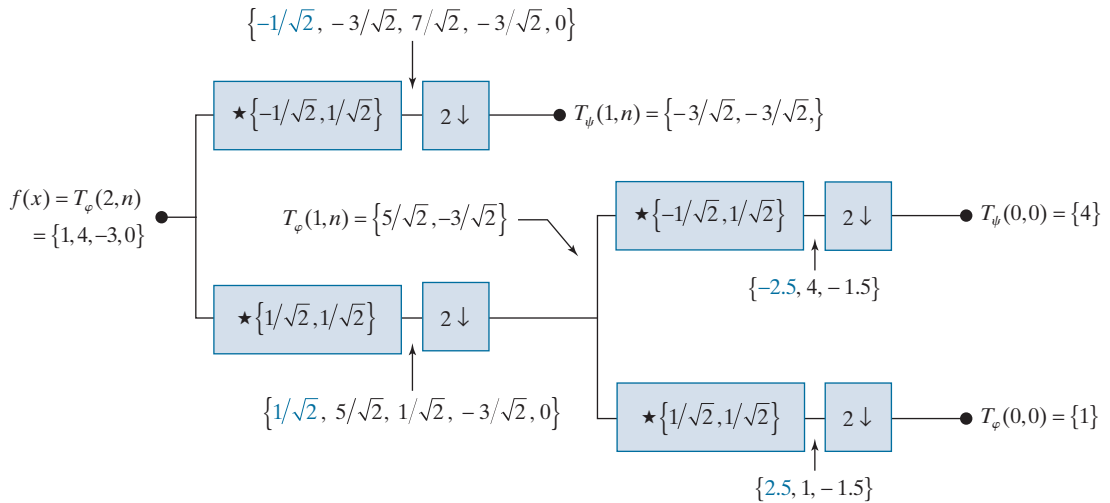 {−1/√2, −3/√2, 7/√2, −3/√2, 0}
★{−1/√2, 1/√2}
2↓
T_ψ(1, n) = {−3/√2, −3/√2,}
f(x) = T_φ(2, n)
= {1, 4, −3, 0}
T_φ(1, n) = {5/√2, −3/√2}
★{−1/√2, 1/√2}
2↓
T_ψ(0, 0) = {4}
{−2.5, 4, −1.5}
★{1/√2, 1/√2}
2↓
{1/√2, 5/√2, 1/√2, −3/√2, 0}
★{1/√2, 1/√2}
2↓
T_φ(0, 0) = {1}
{2.5, 1, −1.5}